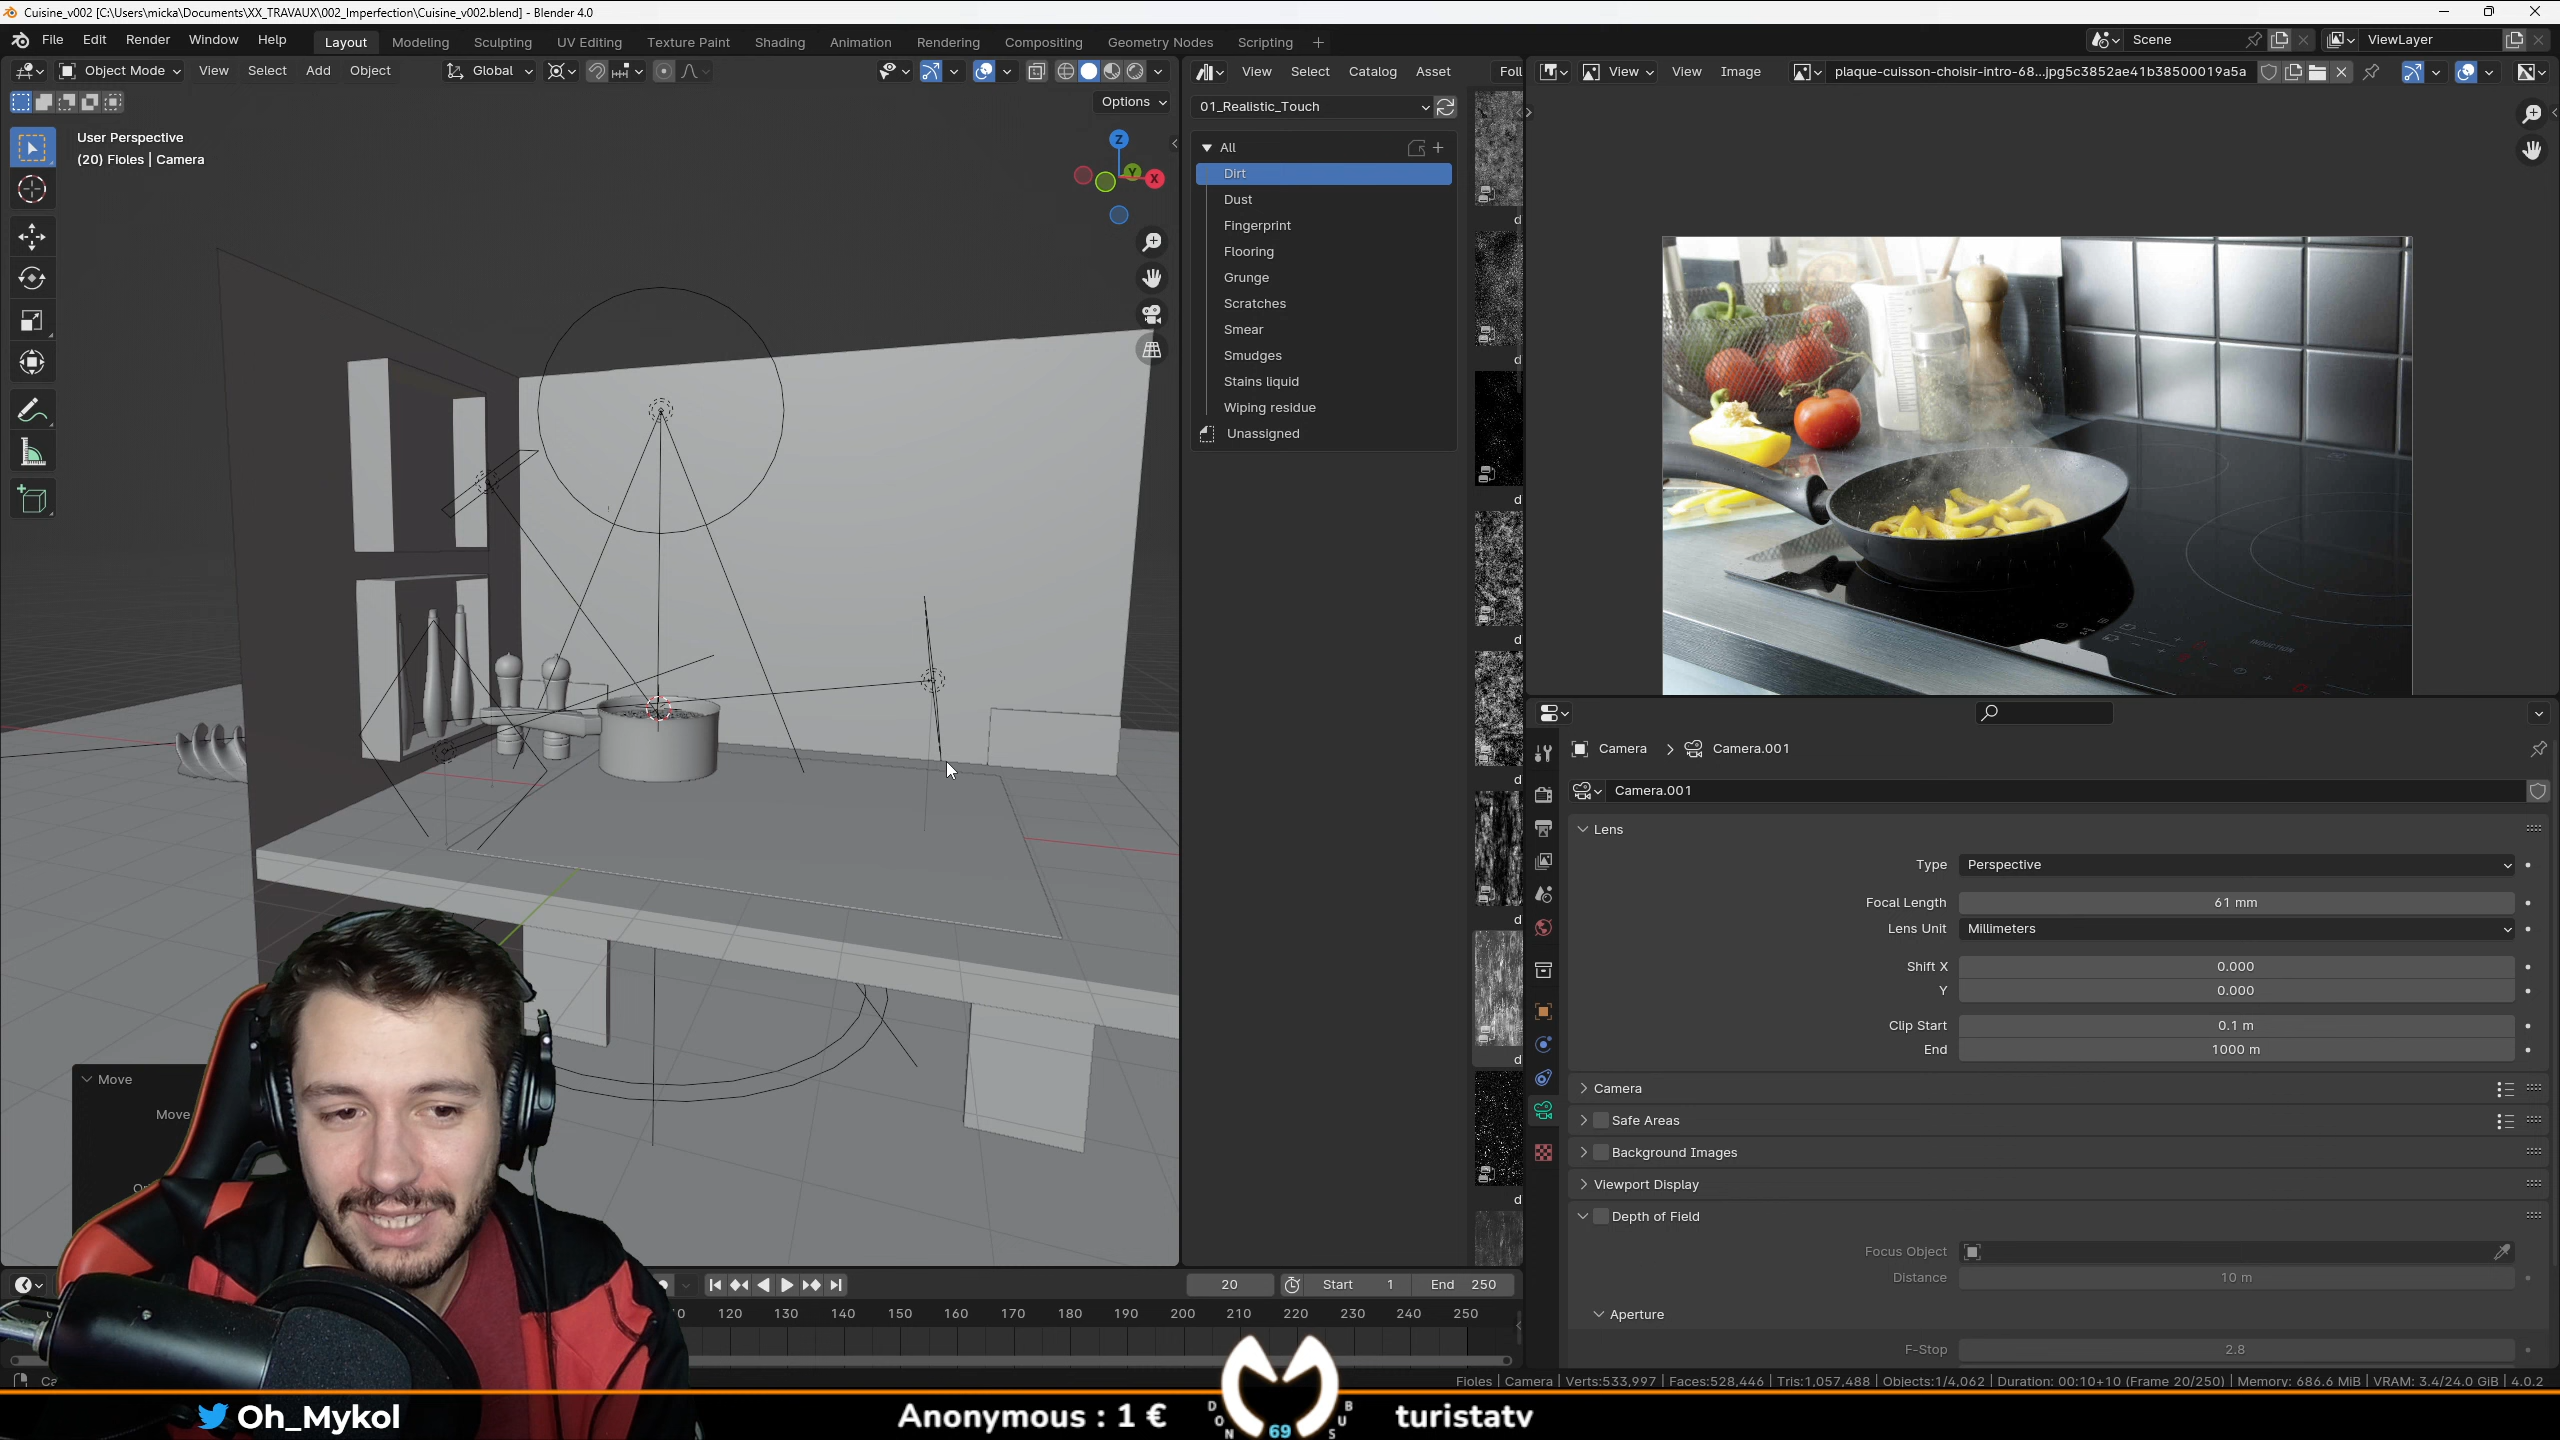 Cuisine_v002 [C:\Users\micka\Documents\XX_TRAVAUX\002_Imperfection\Cuisine_v002.blend] - Blender 4.0
File Edit Render Window Help
Layout Modeling Sculpting UV Editing Texture Paint Shading Animation Rendering Compositing Geometry Nodes Scripting +
Scene
ViewLayer
Object Mode View Select Add Object Global
Options
User Perspective
(20) Fioles | Camera
Z
Y
X
View Select Catalog Asset Foll
01_Realistic_Touch
All
Dirt
Dust
Fingerprint
Flooring
Grunge
Scratches
Smear
Smudges
Stains liquid
Wiping residue
Unassigned
d
d
d
d
d
d
d
d
View View Image plaque-cuisson-choisir-intro-68...jpg5c3852ae41b38500019a5a
INDUCTION
Camera > Camera.001
Camera.001
Lens
Type Perspective
Focal Length 61 mm
Lens Unit Millimeters
Shift X 0.000
Y 0.000
Clip Start 0.1 m
End 1000 m
Camera
Safe Areas
Background Images
Viewport Display
Depth of Field
Focus Object
Distance 10 m
Aperture
F-Stop 2.8
Move
Move
20 Start 1 End 250
120 130 140 150 160 170 180 190 200 210 220 230 240 250
Fioles | Camera | Verts:533,997 | Faces:528,446 | Tris:1,057,488 | Objects:1/4,062 | Duration: 00:10+10 (Frame 20/250) | Memory: 686.6 MiB | VRAM: 3.4/24.0 GiB | 4.0.2
Oh_Mykol
Anonymous : 1 €
DON
69
BUS
turistatv